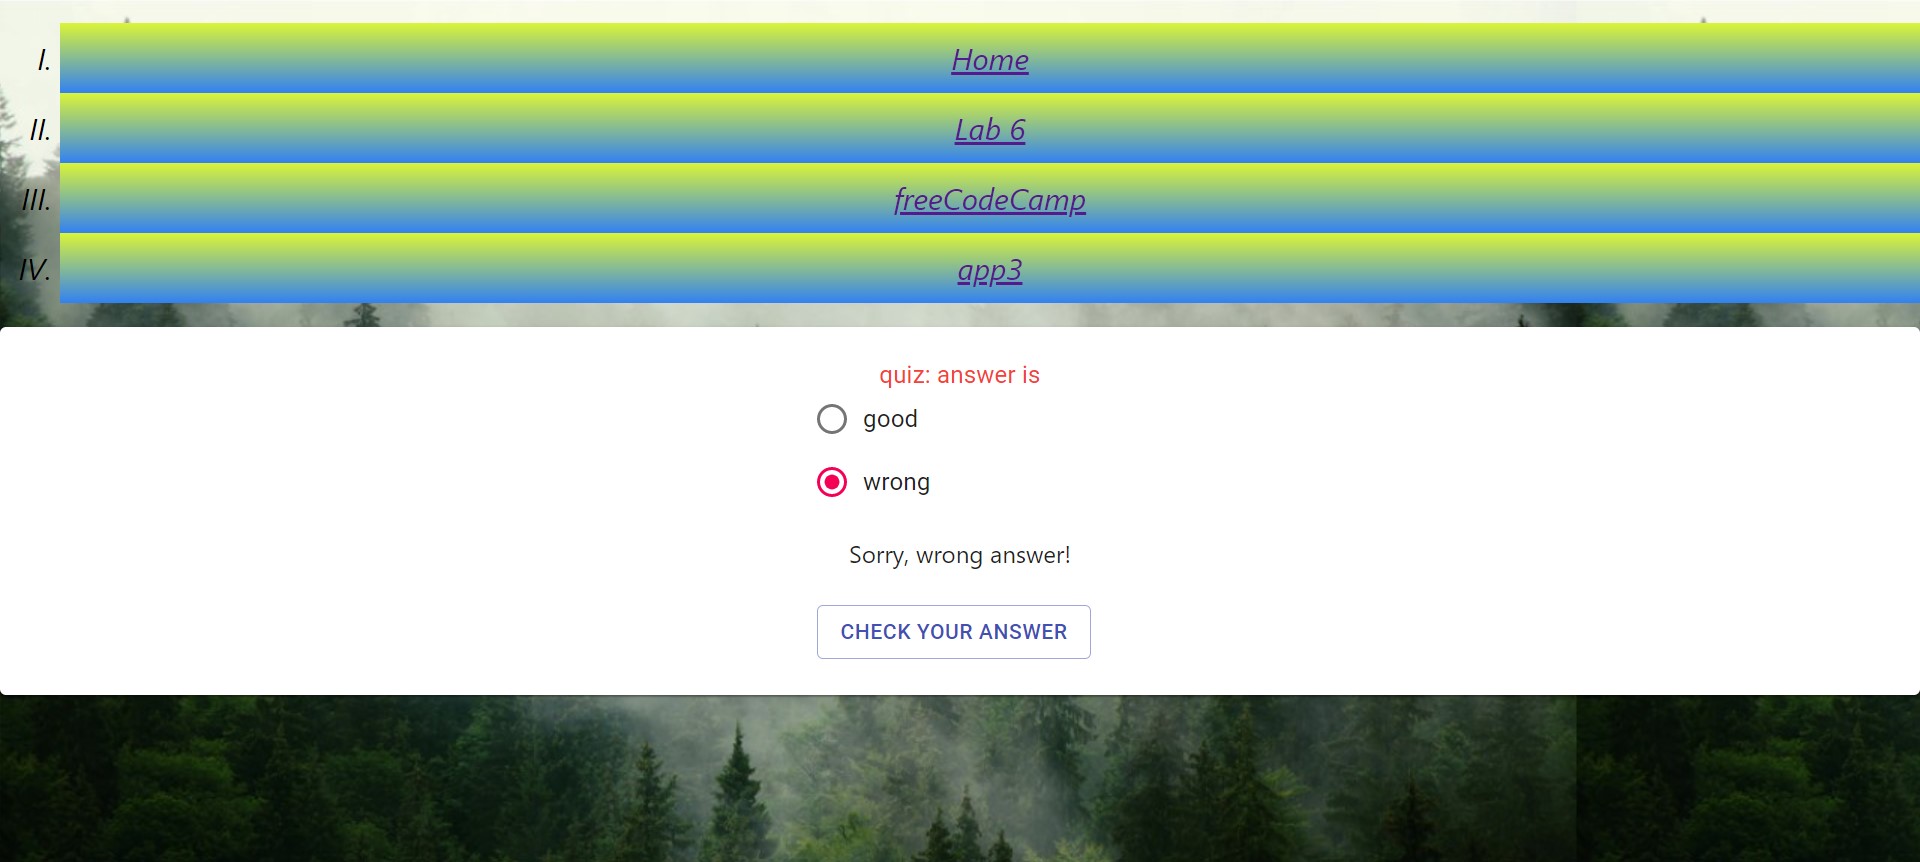 I. Home
II. Lab 6
III. freeCodeCamp
IV. app3
quiz: answer is
good
wrong
Sorry, wrong answer!
CHECK YOUR ANSWER